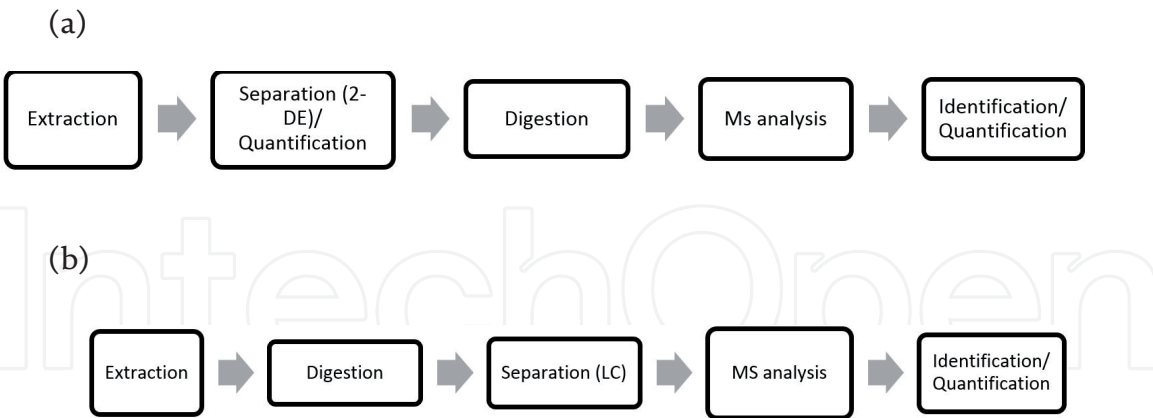 (a)
Extraction
Separation (2-
DE)/
Quantification
Digestion
Ms analysis
Identification/
Quantification
IntechOpen
(b)
Extraction
Digestion
Separation (LC)
MS analysis
Identification/
Quantification